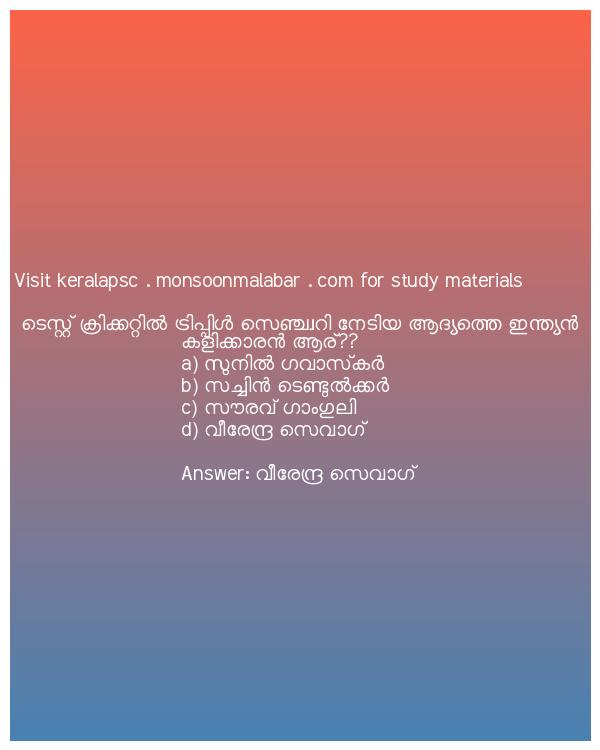 Visit keralapsc . monsoonmalabar . com for study materials
ടെസ്റ്റ് ക്രിക്കറ്റിൽ ട്രിപ്പിൾ സെഞ്ചറി നേടിയ ആദ്യത്തെ ഇന്ത്യൻ
കളിക്കാരൻ ആര്??
a) സുനിൽ ഗവാസ്കർ
b) സച്ചിൻ ടെണ്ടുൽക്കർ
c) സൗരവ് ഗാംഗുലി
d) വീരേന്ദ്ര സെവാഗ്
Answer: വീരേന്ദ്ര സെവാഗ്